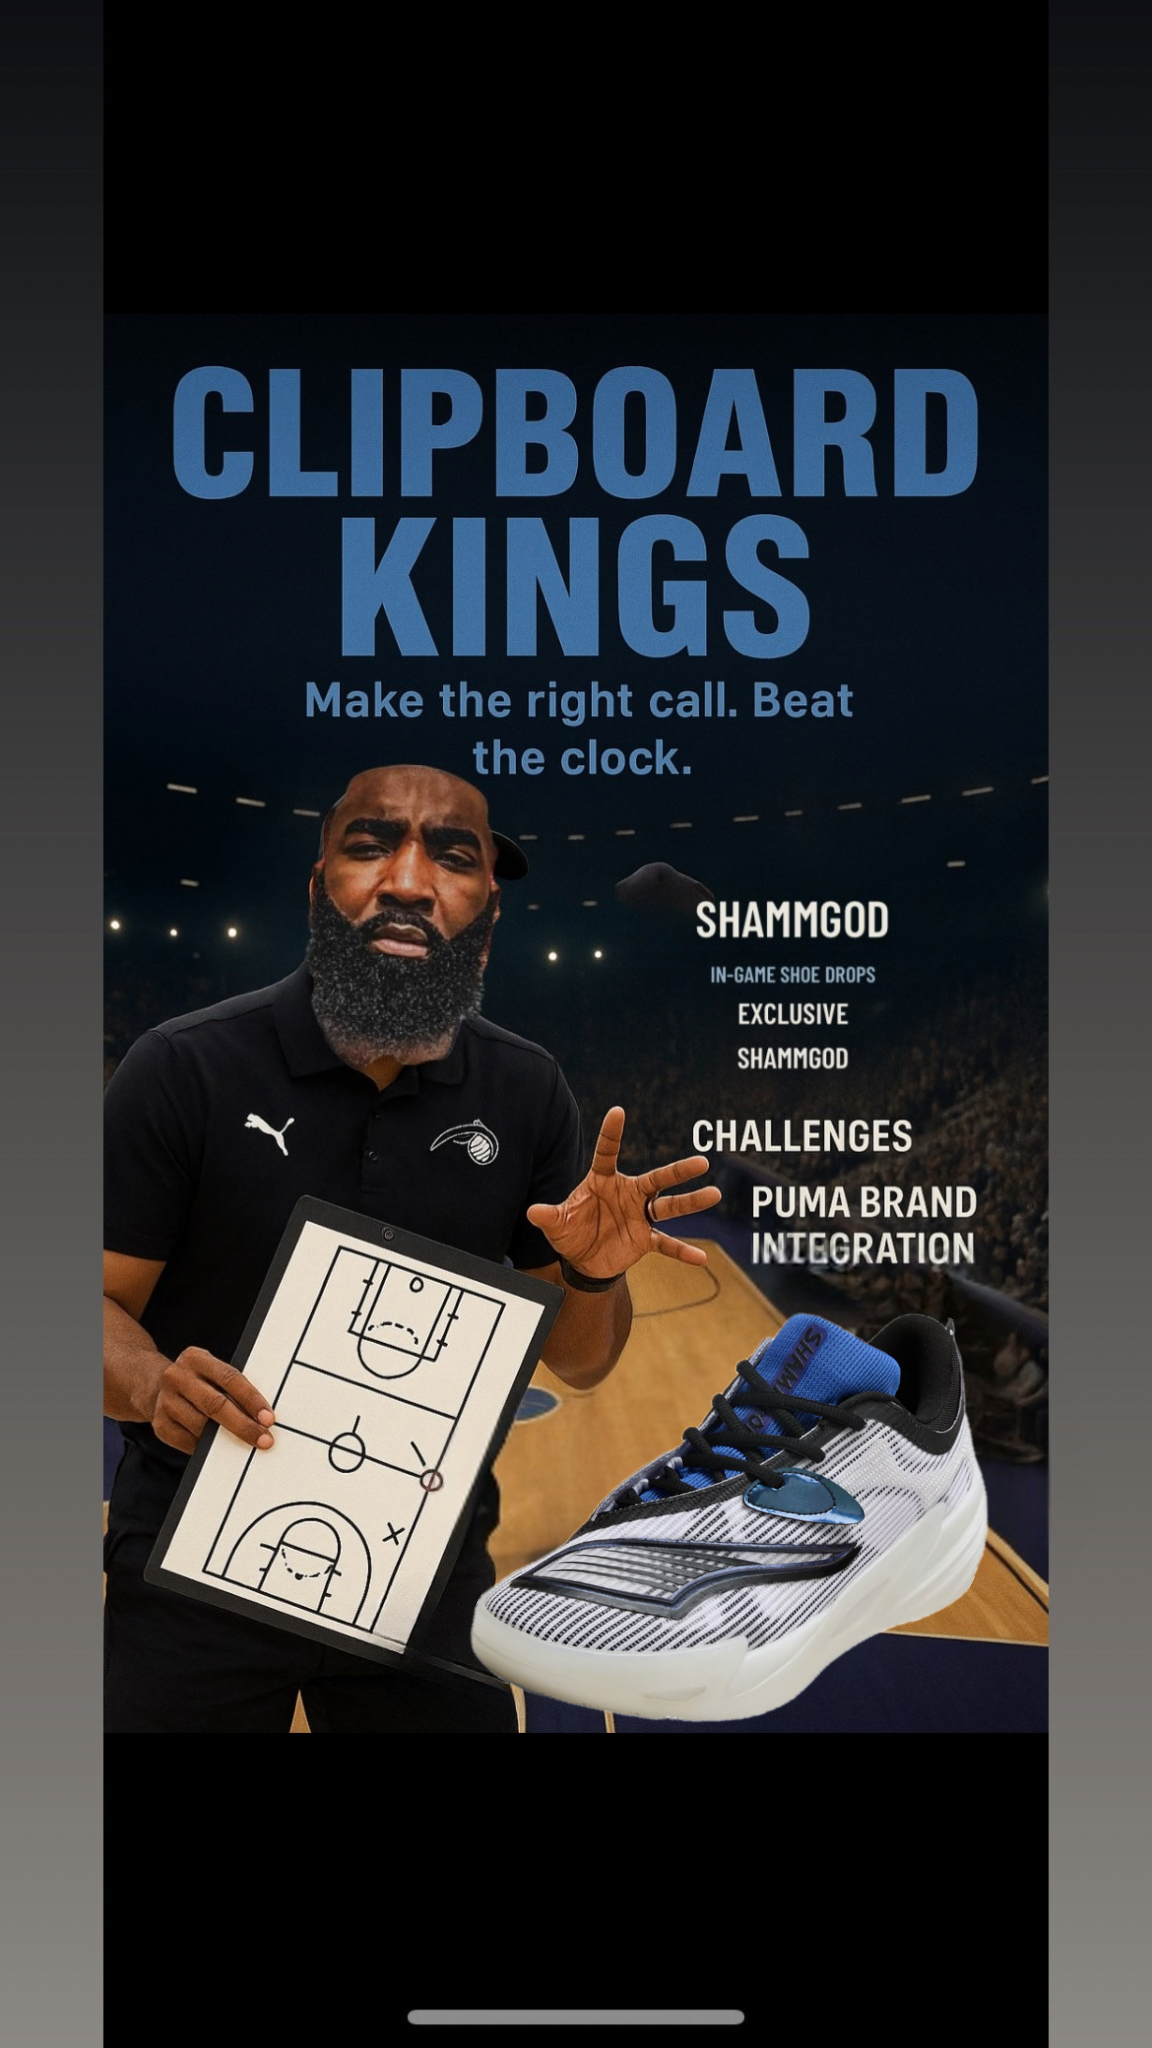 CLIPBOARD
KINGS
Make the right call. Beat
the clock.
SHAMMGOD
IN-GAME SHOE DROPS
EXCLUSIVE
SHAMMGOD
CHALLENGES
PUMA BRAND
INTEGRATION